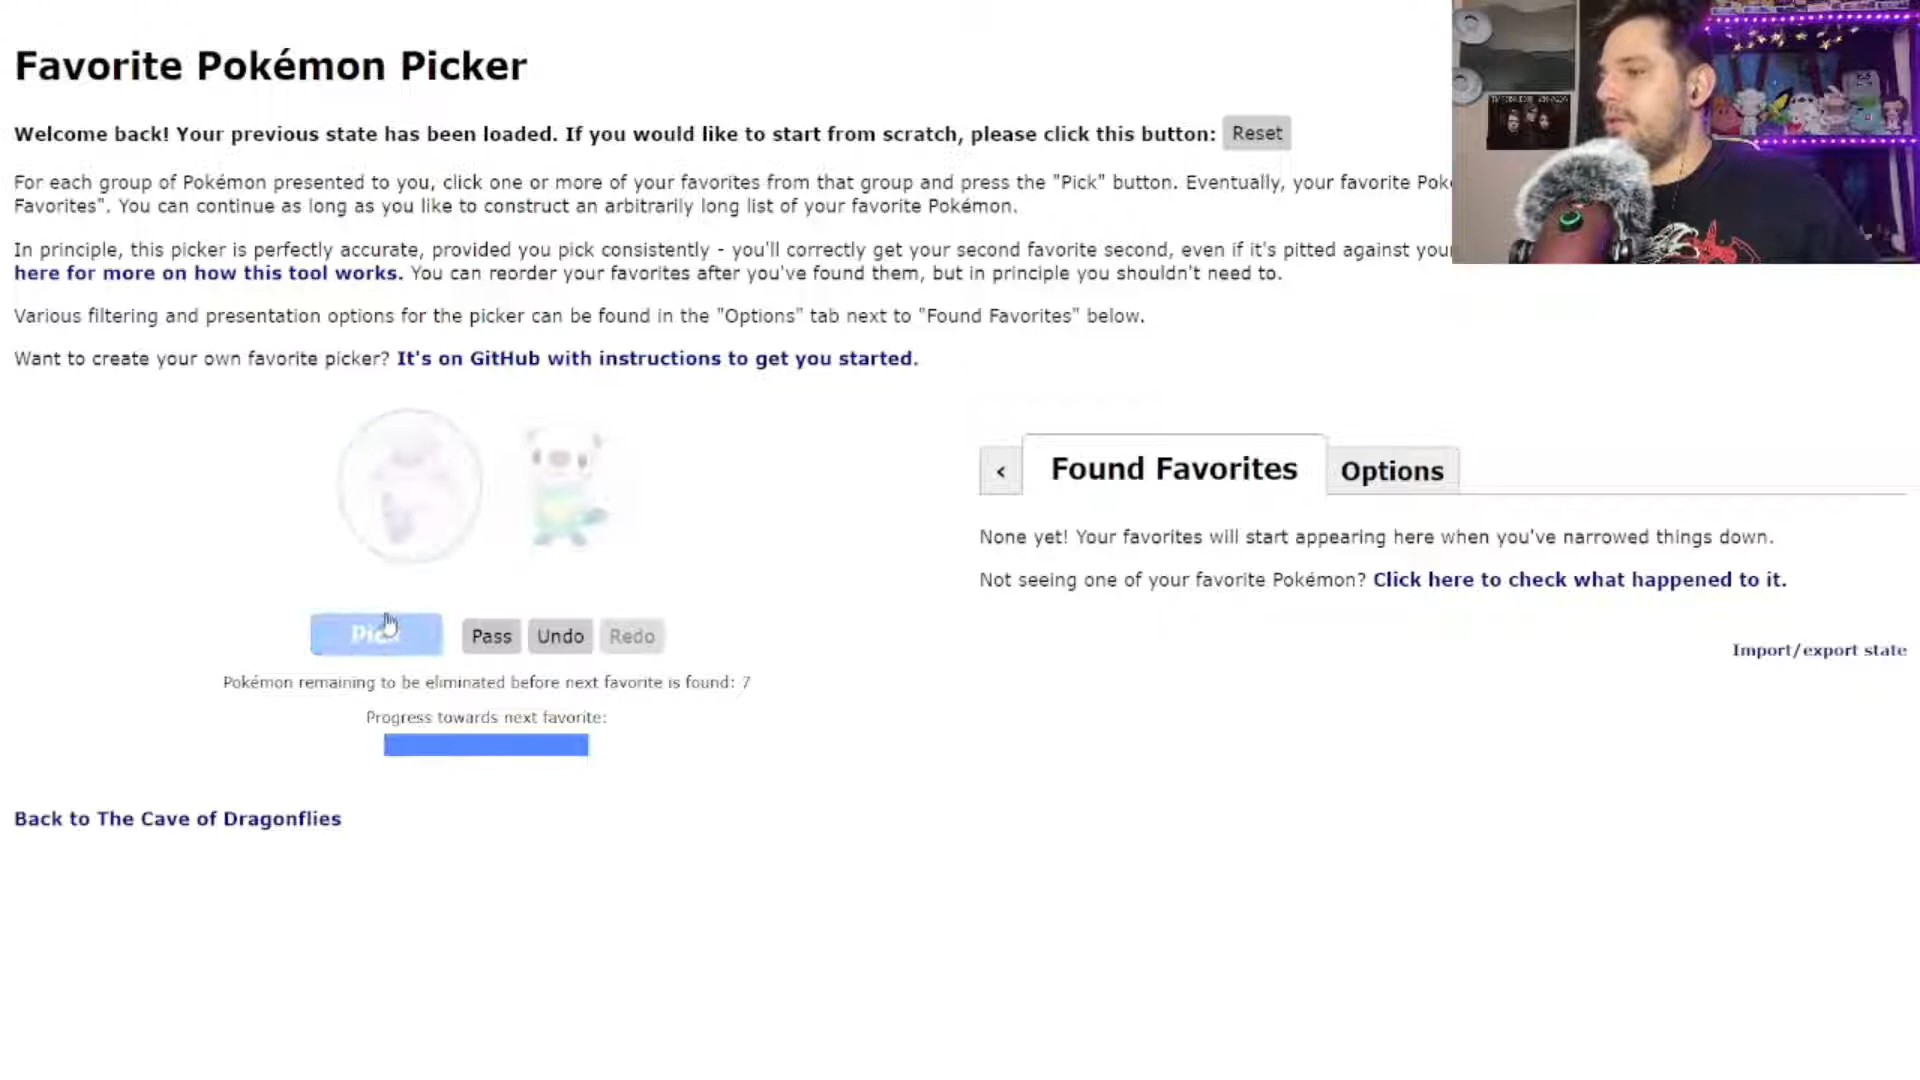 Favorite Pokémon Picker
Welcome back! Your previous state has been loaded. If you would like to start from scratch, please click this button: Reset
For each group of Pokémon presented to you, click one or more of your favorites from that group and press the "Pick" button. Eventually, your favorite
Favorites". You can continue as long as you like to construct an arbitrarily long list of your favorite Pokémon.
In principle, this picker is perfectly accurate, provided you pick consistently - you'll correctly get your second favorite second, even if it's pitted against
here for more on how this tool works. You can reorder your favorites after you've found them, but in principle you shouldn't need to.
Various filtering and presentation options for the picker can be found in the "Options" tab next to "Found Favorites" below.
Want to create your own favorite picker? It's on GitHub with instructions to get you started.
< Found Favorites Options
None yet! Your favorites will start appearing here when you've narrowed things down.
Not seeing one of your favorite Pokémon? Click here to check what happened to it.
Import/export state
Pick Pass Undo Redo
Pokémon remaining to be eliminated before next favorite is found: 7
Progress towards next favorite:
Back to The Cave of Dragonflies